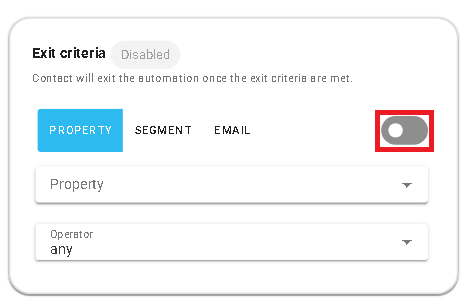 Exit criteria Disabled
Contact will exit the automation once the exit criteria are met.
PROPERTY SEGMENT EMAIL
Property
Operator
any